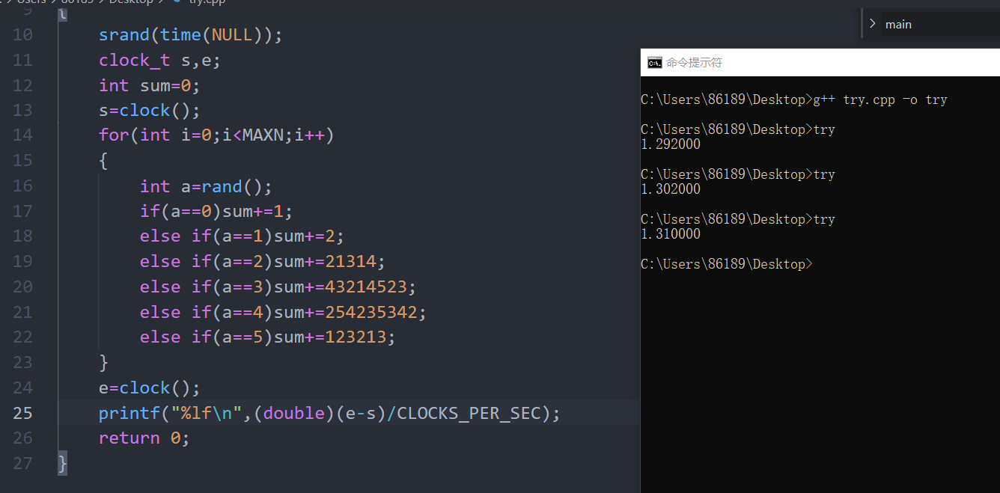 Users > 86189 > Desktop > try.cpp
9 {
10 srand(time(NULL));
11 clock_t s,e;
12 int sum=0;
13 s=clock();
14 for(int i=0;i<MAXN;i++)
15 {
16 int a=rand();
17 if(a==0)sum+=1;
18 else if(a==1)sum+=2;
19 else if(a==2)sum+=21314;
20 else if(a==3)sum+=43214523;
21 else if(a==4)sum+=254235342;
22 else if(a==5)sum+=123213;
23 }
24 e=clock();
25 printf("%lf\n",(double)(e-s)/CLOCKS_PER_SEC);
26 return 0;
27 }
> main
命令提示符
C:\Users\86189\Desktop>g++ try.cpp -o try
C:\Users\86189\Desktop>try
1.292000
C:\Users\86189\Desktop>try
1.302000
C:\Users\86189\Desktop>try
1.310000
C:\Users\86189\Desktop>